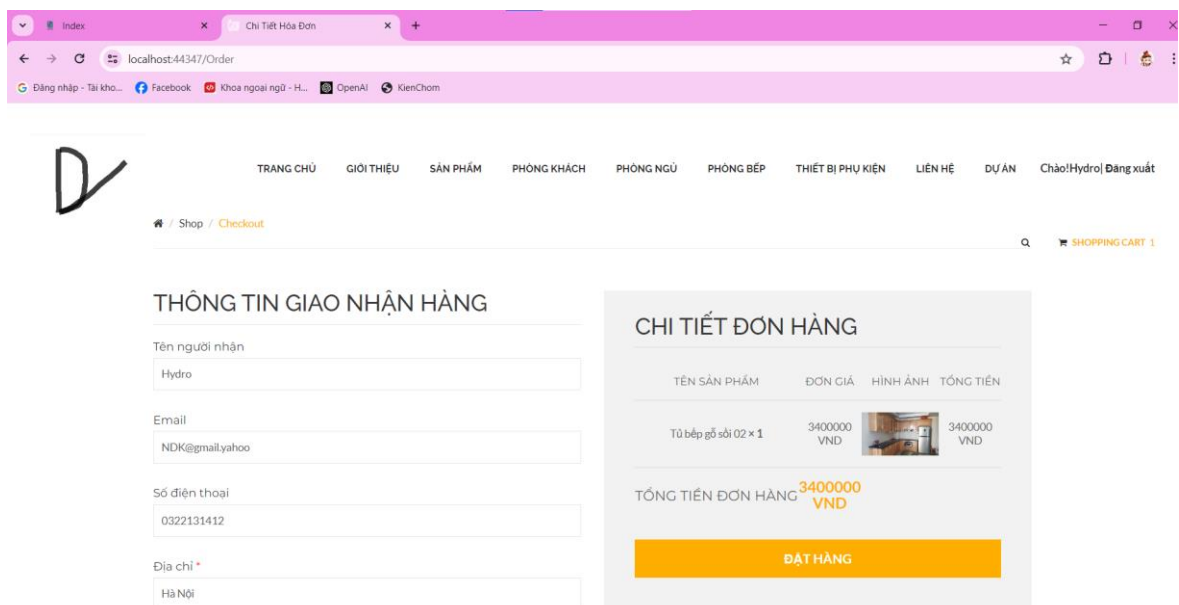 Index
Chi Tiết Hóa Đơn
localhost:44347/Order
Đăng nhập - Tài kho...
Facebook
Khoa ngoại ngữ - H...
OpenAI
KienChom
DV
TRANG CHỦ GIỚI THIỆU SẢN PHẨM PHÒNG KHÁCH PHÒNG NGỦ PHÒNG BẾP THIẾT BỊ PHỤ KIỆN LIÊN HỆ DỰ ÁN Chào!Hydro| Đăng xuất
/ Shop / Checkout
SHOPPING CART 1
THÔNG TIN GIAO NHẬN HÀNG
Tên người nhận
Hydro
Email
NDK@gmail.yahoo
Số điện thoại
0322131412
Địa chỉ *
Hà Nội
CHI TIẾT ĐƠN HÀNG
TÊN SẢN PHẨM ĐƠN GIÁ HÌNH ẢNH TỔNG TIỀN
Tủ bếp gỗ sồi 02 × 1
3400000
VND
3400000
VND
TỔNG TIỀN ĐƠN HÀNG
3400000
VND
ĐẶT HÀNG